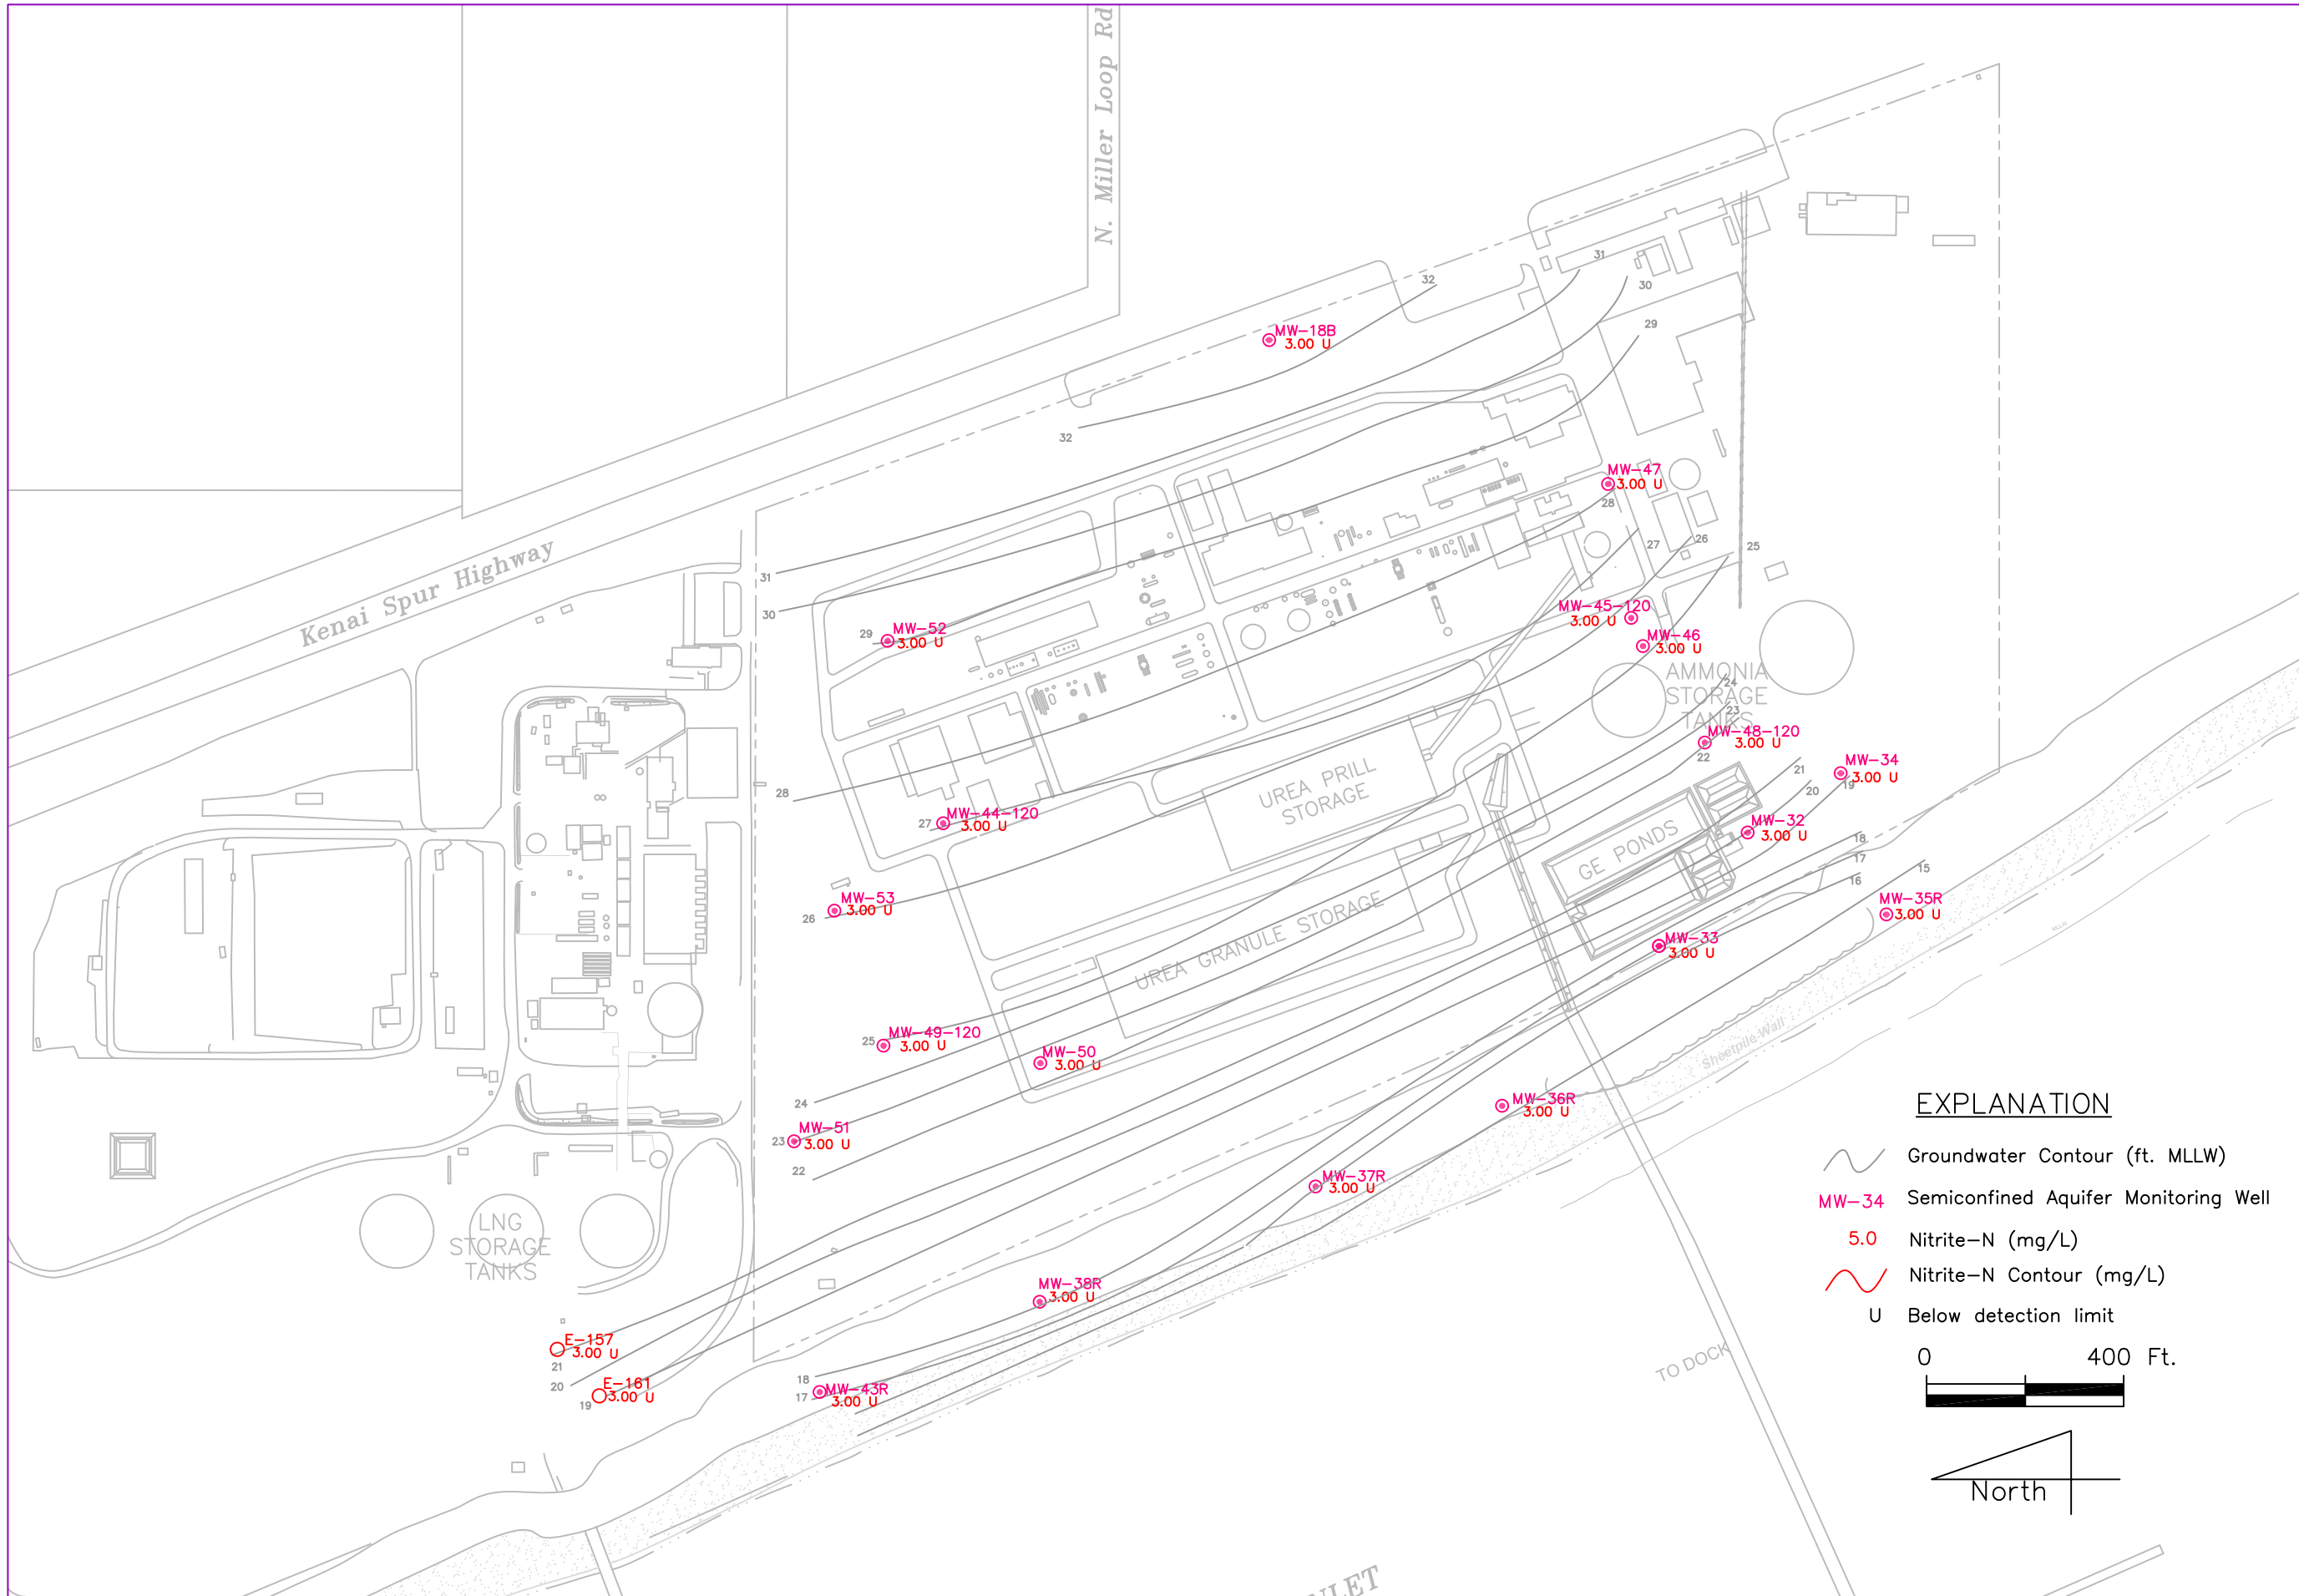 N. Miller Loop Rd
Kenai Spur Highway
32
32
31
31
30
30
29
29
28
28
27
27
26
26
25
25
24
24
23
23
22
22
21
21
20
20
19
19
18
18
17
17
16
15
MW-18B
3.00 U
MW-47
3.00 U
MW-45-120
3.00 U
MW-46
3.00 U
MW-52
3.00 U
AMMONIA
STORAGE
TANKS
MW-48-120
3.00 U
MW-34
3.00 U
MW-44-120
3.00 U
UREA PRILL
STORAGE
MW-32
3.00 U
GE PONDS
MW-53
3.00 U
UREA GRANULE STORAGE
MW-35R
3.00 U
MW-33
3.00 U
MLLW
MW-49-120
3.00 U
MW-50
3.00 U
Sheetpile Wall
MW-36R
3.00 U
MW-51
3.00 U
MW-37R
3.00 U
LNG
STORAGE
TANKS
MW-38R
3.00 U
E-157
3.00 U
E-161
3.00 U
MW-43R
3.00 U
TO DOCK
EXPLANATION
Groundwater Contour (ft. MLLW)
MW-34 Semiconfined Aquifer Monitoring Well
5.0 Nitrite-N (mg/L)
Nitrite-N Contour (mg/L)
U Below detection limit
0 400 Ft.
North